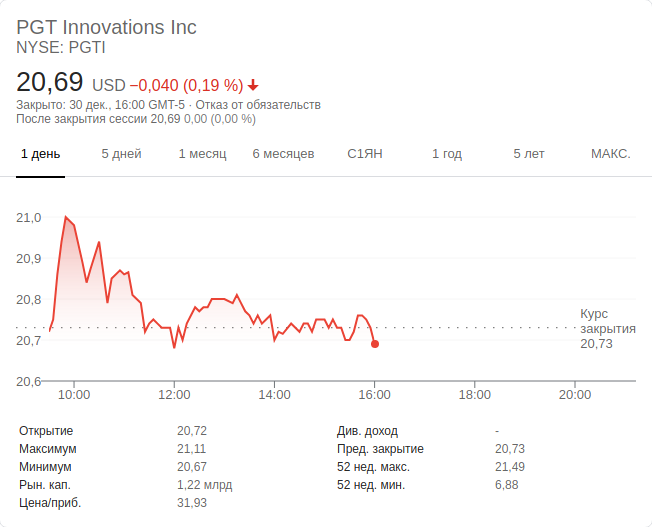 PGT Innovations Inc
NYSE: PGTI
20,69 USD −0,040 (0,19 %)
Закрыто: 30 дек., 16:00 GMT-5 · Отказ от обязательств
После закрытия сессии 20,69 0,00 (0,00 %)
1 день 5 дней 1 месяц 6 месяцев С1ЯН 1 год 5 лет МАКС.
21,0
20,9
20,8
20,7
20,6
Курс
закрытия
20,73
10:00 12:00 14:00 16:00 18:00 20:00
Открытие 20,72 Див. доход -
Максимум 21,11 Пред. закрытие 20,73
Минимум 20,67 52 нед. макс. 21,49
Рын. кап. 1,22 млрд 52 нед. мин. 6,88
Цена/приб. 31,93